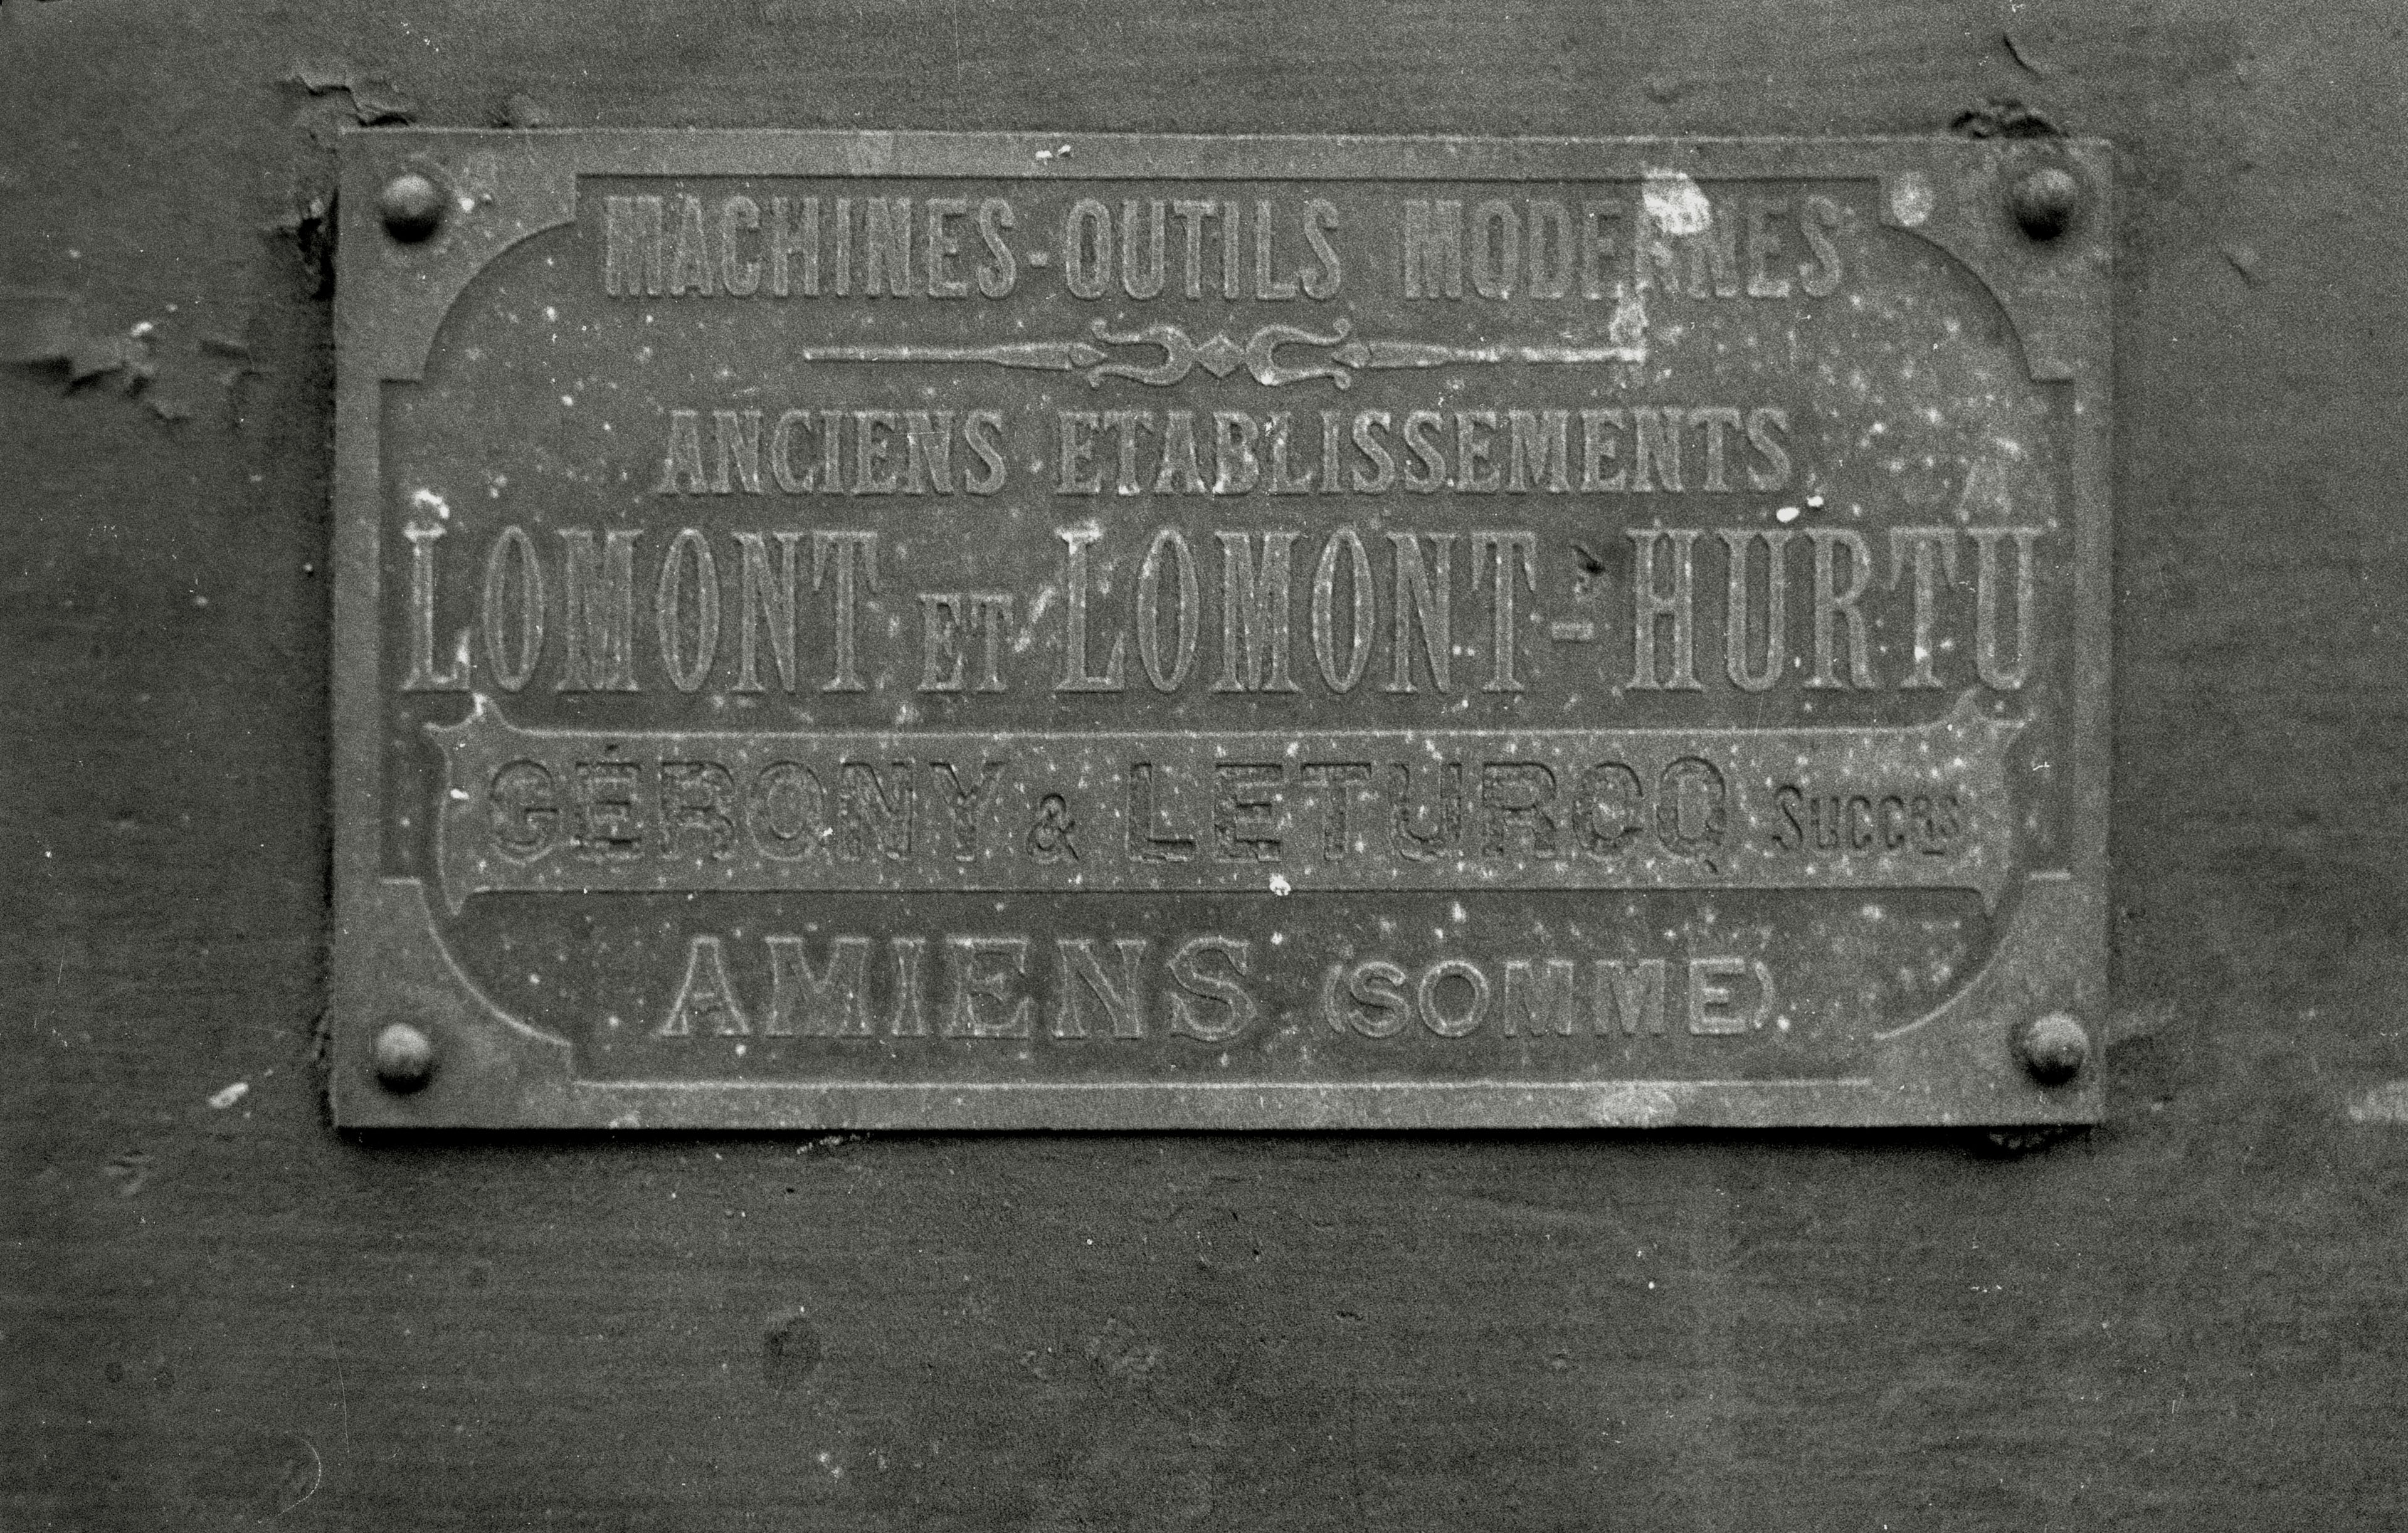 MACHINES-OUTILS MODERNES
ANCIENS ETABLISSEMENTS
LOMONT ET LOMONT-HURTU
GÉRONY & LETURCQ SUCCRS
AMIENS (SOMME)